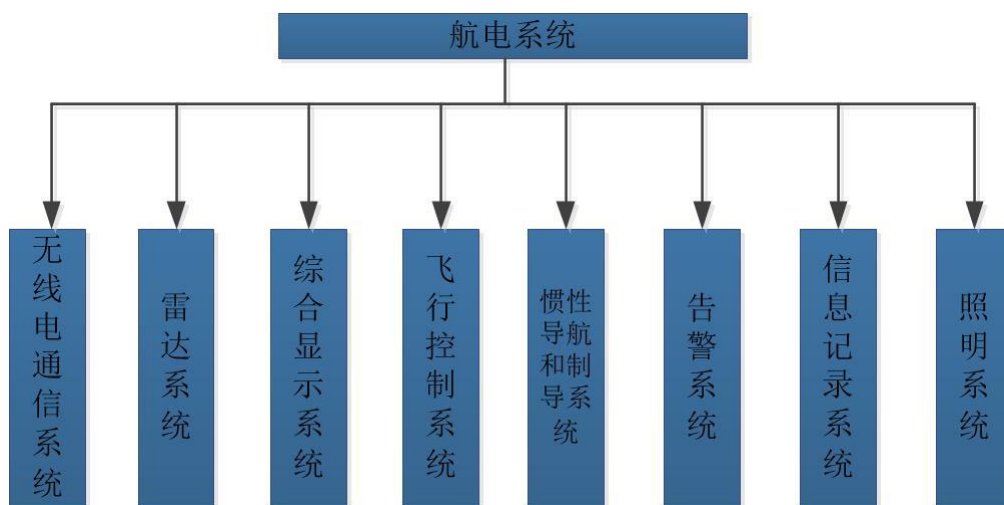 航电系统
无线电通信系统
雷达系统
综合显示系统
飞行控制系统
惯性导航和制导系统
告警系统
信息记录系统
照明系统